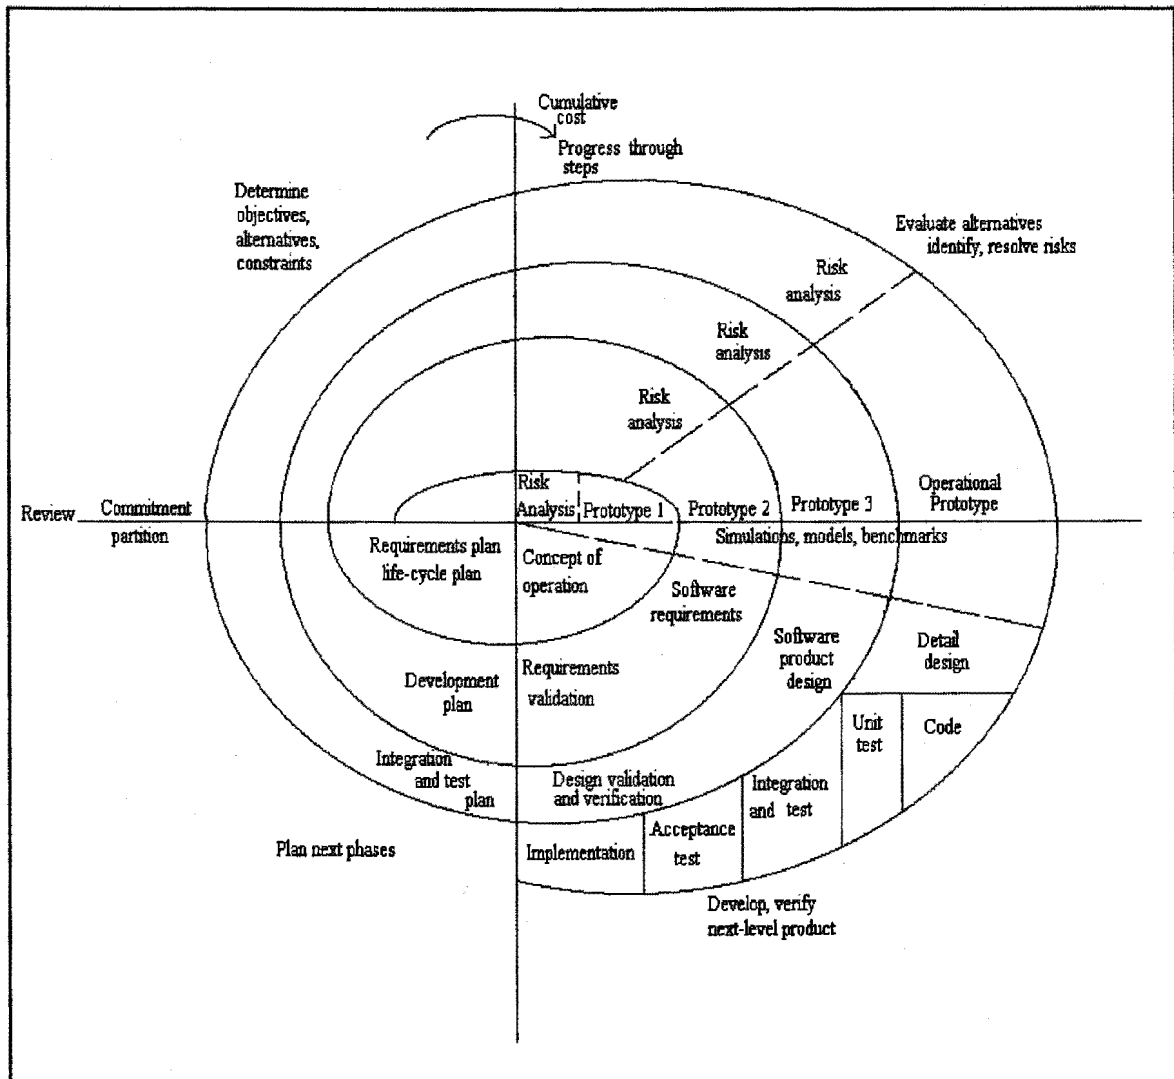 Cumulative
cost
Progress through
steps
Determine
objectives,
alternatives,
constraints
Evaluate alternatives
identify, resolve risks
Risk
analysis
Risk
analysis
Risk
analysis
Risk
Analysis
Prototype 1
Prototype 2
Prototype 3
Operational
Prototype
Review
Commitment
partition
Simulations, models, benchmarks
Requirements plan
life-cycle plan
Concept of
operation
Software
requirements
Software
product
design
Detail
design
Development
plan
Requirements
validation
Unit
test
Code
Integration
and test
plan
Design validation
and verification
Integration
and test
Acceptance
test
Implementation
Plan next phases
Develop, verify
next-level product